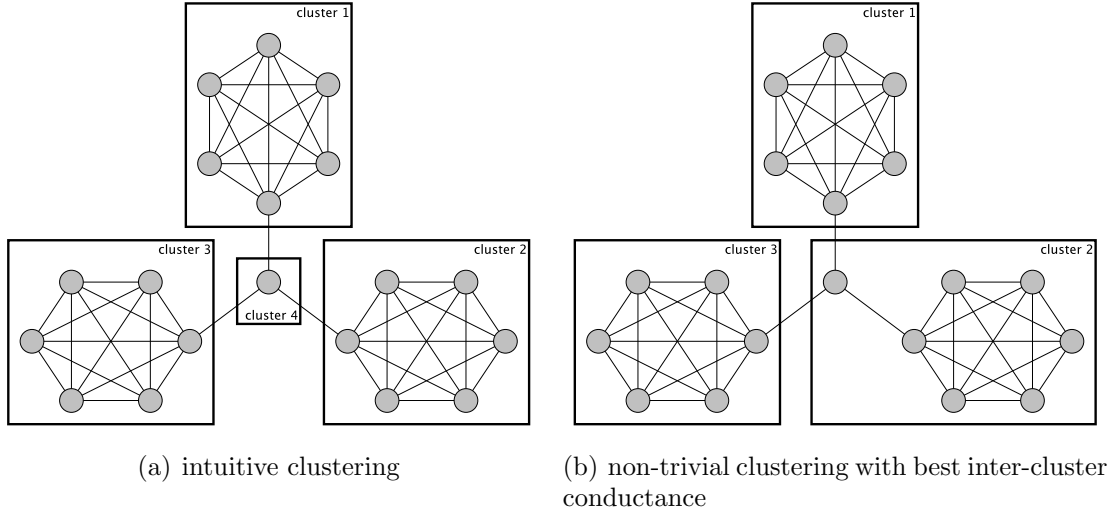 cluster 1
cluster 3
cluster 4
cluster 2
(a) intuitive clustering
cluster 1
cluster 3
cluster 2
(b) non-trivial clustering with best inter-cluster
conductance